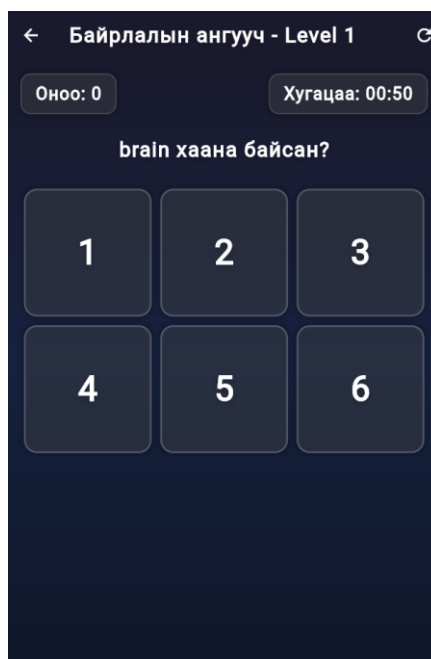 Байрлалын ангууч - Level 1
Оноо: 0
Хугацаа: 00:50
brain хаана байсан?
1 2 3
4 5 6